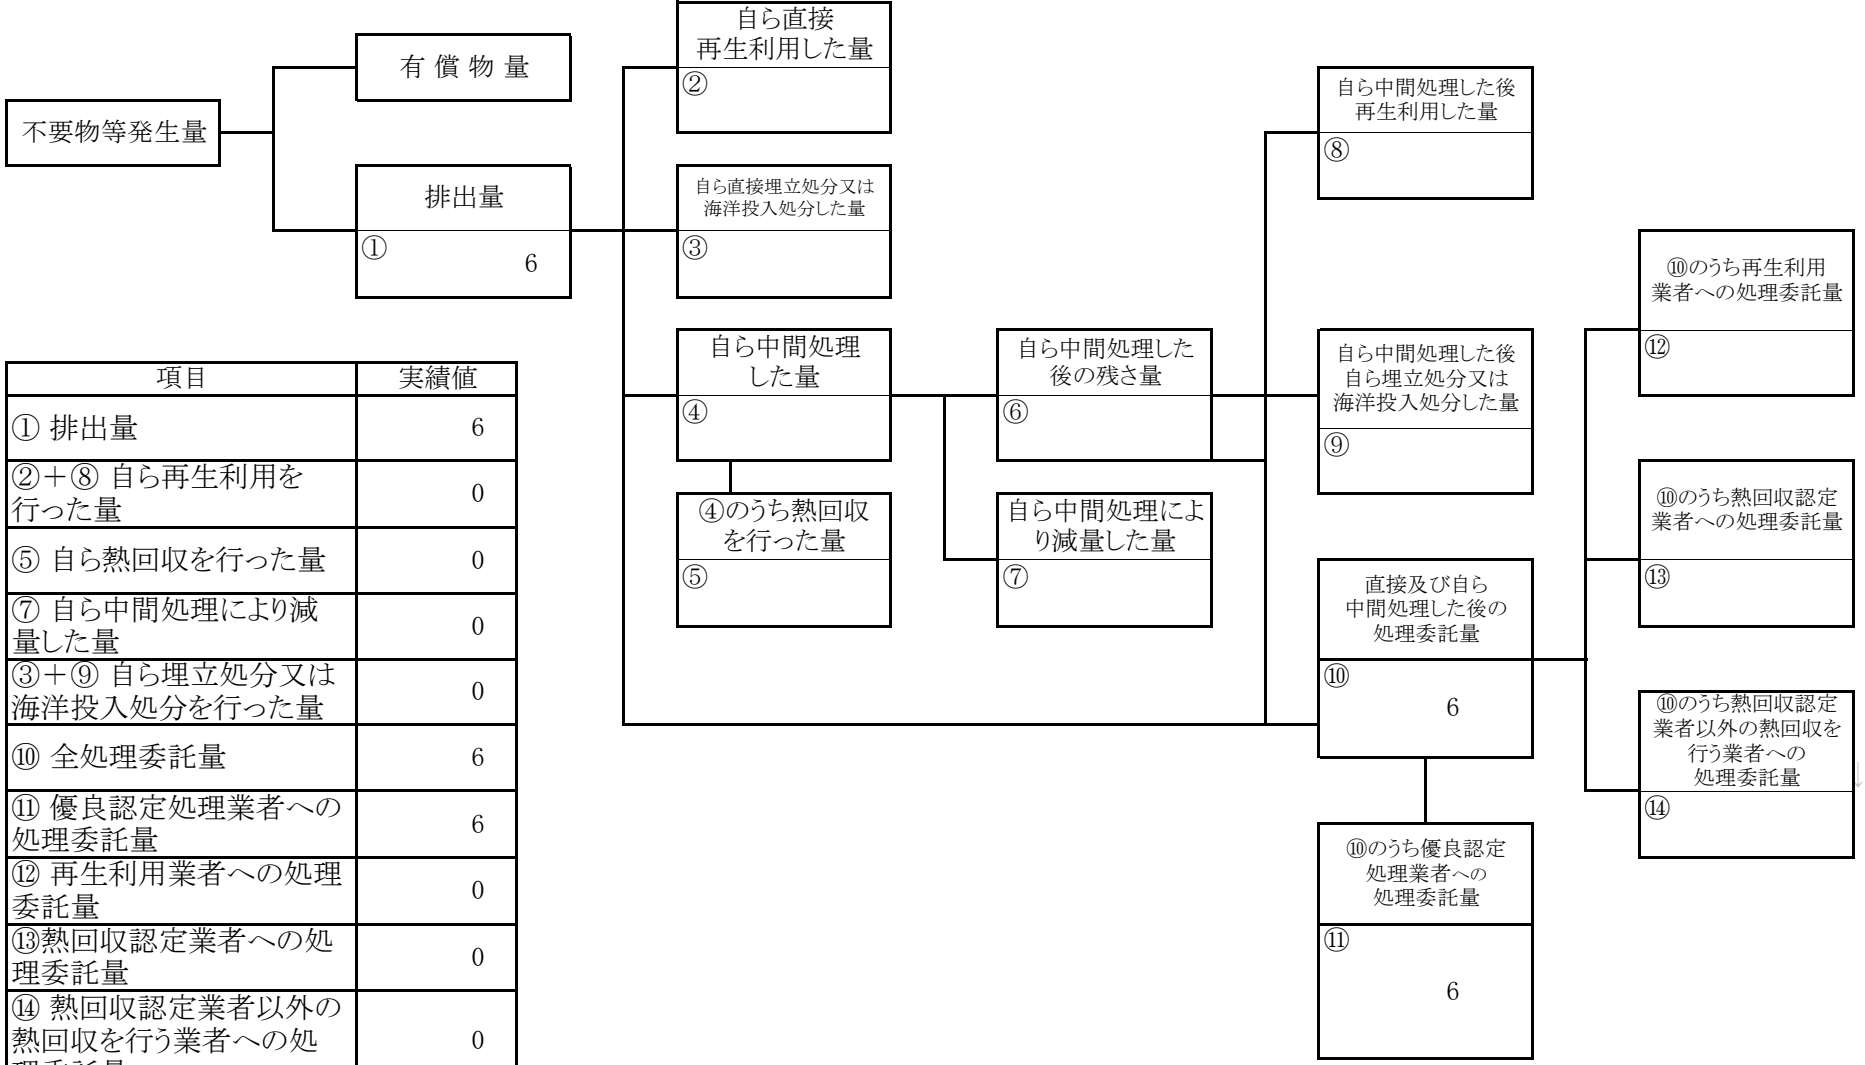 不要物等発生量
有 償 物 量
排出量
①
6
自ら直接
再生利用した量
②
自ら直接埋立処分又は
海洋投入処分した量
③
自ら中間処理
した量
④
④のうち熱回収
を行った量
⑤
自ら中間処理した
後の残さ量
⑥
自ら中間処理によ
り減量した量
⑦
自ら中間処理した後
再生利用した量
⑧
自ら中間処理した後
自ら埋立処分又は
海洋投入処分した量
⑨
直接及び自ら
中間処理した後の
処理委託量
⑩
6
⑩のうち優良認定
処理業者への
処理委託量
⑪
6
⑩のうち再生利用
業者への処理委託量
⑫
⑩のうち熱回収認定
業者への処理委託量
⑬
⑩のうち熱回収認定
業者以外の熱回収を
行う業者への
処理委託量
⑭
↓
項目 実績値
① 排出量 6
②＋⑧ 自ら再生利用を
行った量 0
⑤ 自ら熱回収を行った量 0
⑦ 自ら中間処理により減
量した量 0
③＋⑨ 自ら埋立処分又は
海洋投入処分を行った量 0
⑩ 全処理委託量 6
⑪ 優良認定処理業者への
処理委託量 6
⑫ 再生利用業者への処理
委託量 0
⑬熱回収認定業者への処
理委託量 0
⑭ 熱回収認定業者以外の
熱回収を行う業者への処 0